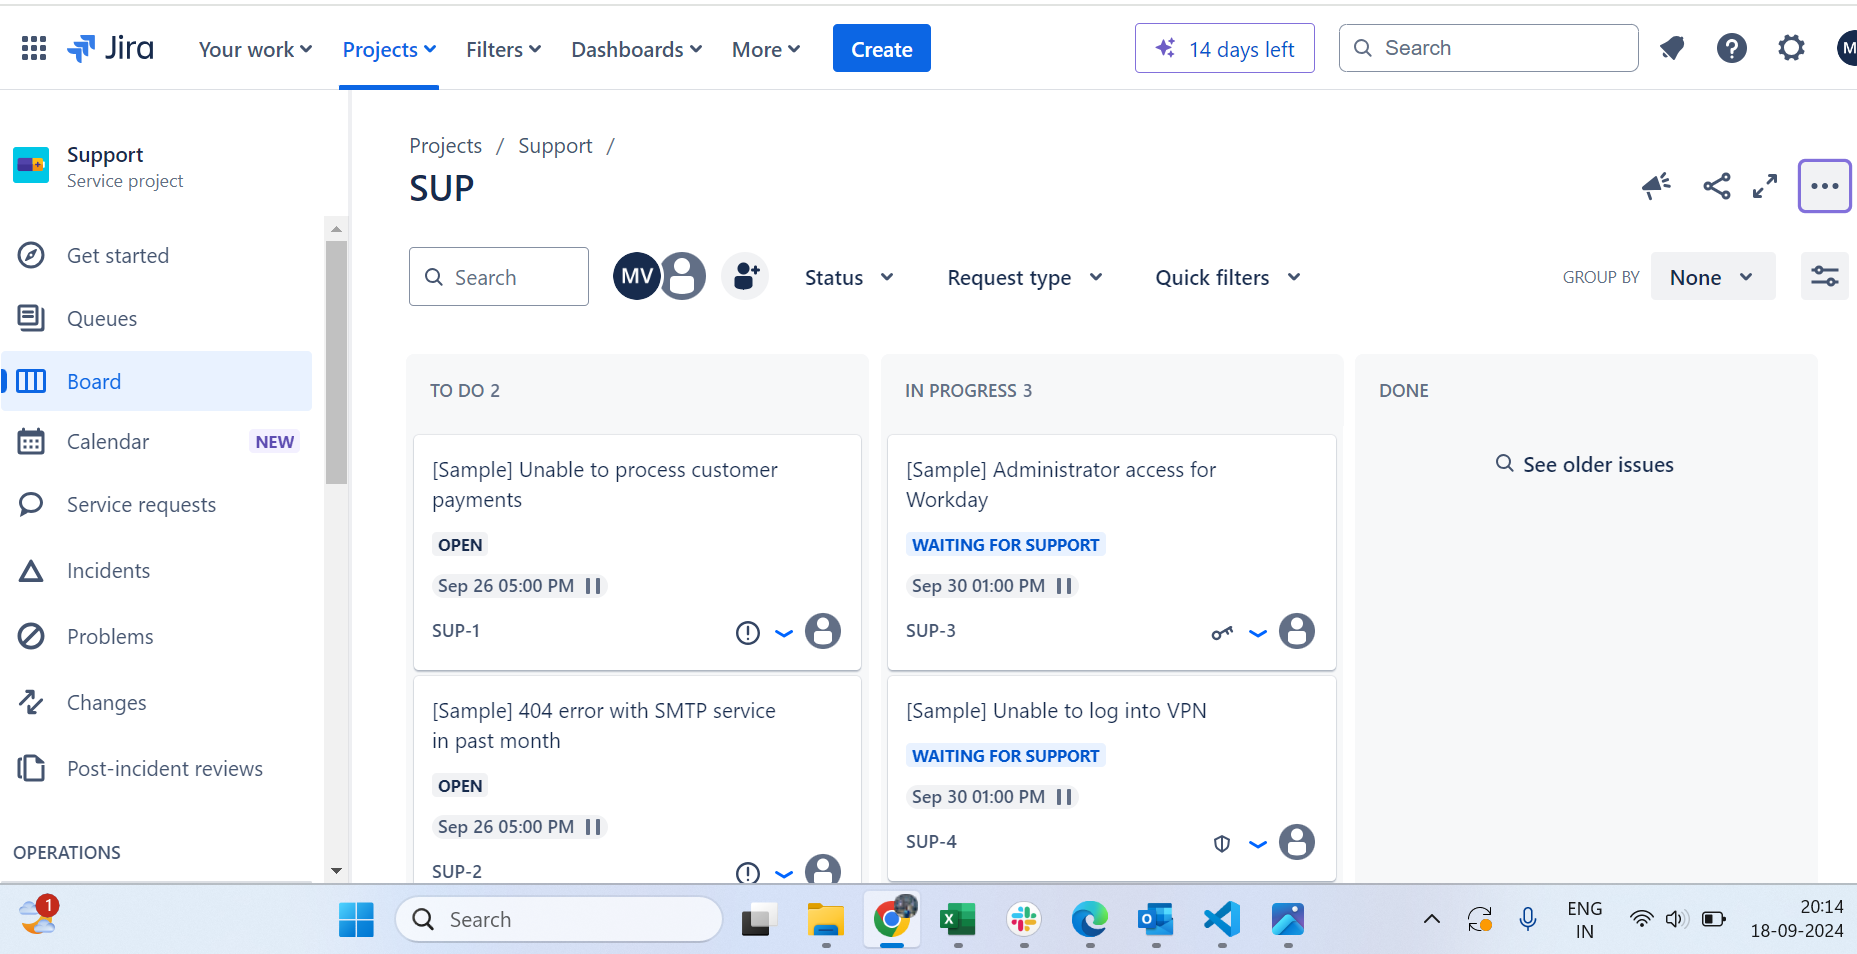 Jira
Your work
Projects
Filters
Dashboards
More
Create
14 days left
Search
M
Support
Service project
Get started
Queues
Board
Calendar NEW
Service requests
Incidents
Problems
Changes
Post-incident reviews
OPERATIONS
Projects / Support /
SUP
Search
MV
Status
Request type
Quick filters
GROUP BY
None
TO DO 2
[Sample] Unable to process customer
payments
OPEN
Sep 26 05:00 PM
SUP-1
[Sample] 404 error with SMTP service
in past month
OPEN
Sep 26 05:00 PM
SUP-2
IN PROGRESS 3
[Sample] Administrator access for
Workday
WAITING FOR SUPPORT
Sep 30 01:00 PM
SUP-3
[Sample] Unable to log into VPN
WAITING FOR SUPPORT
Sep 30 01:00 PM
SUP-4
DONE
See older issues
1
Search
ENG
IN
20:14
18-09-2024